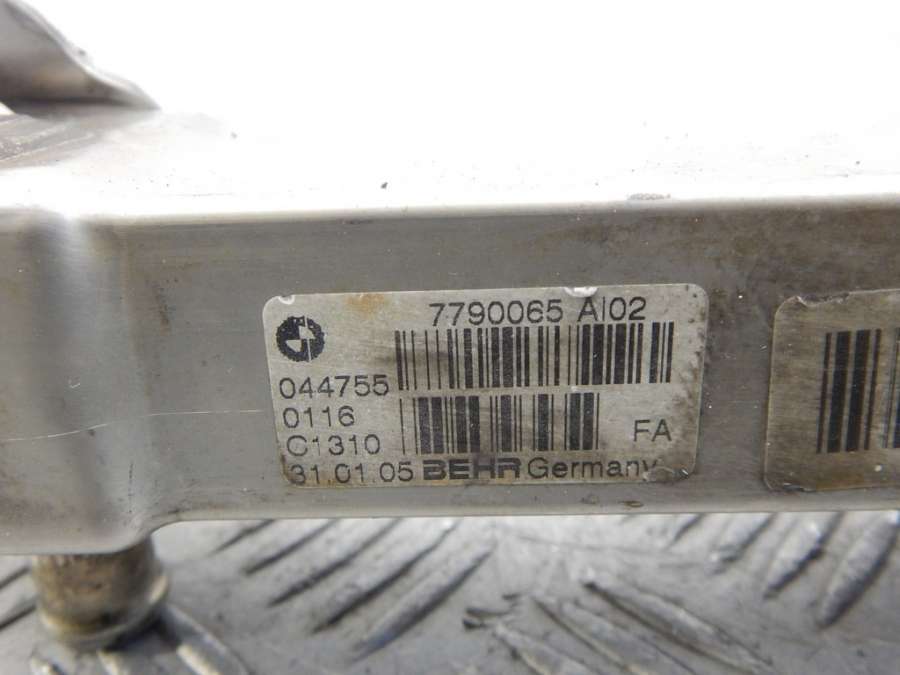 7790065 AI02
044755
0116
C1310
FA
31.01.05 BEHR Germany